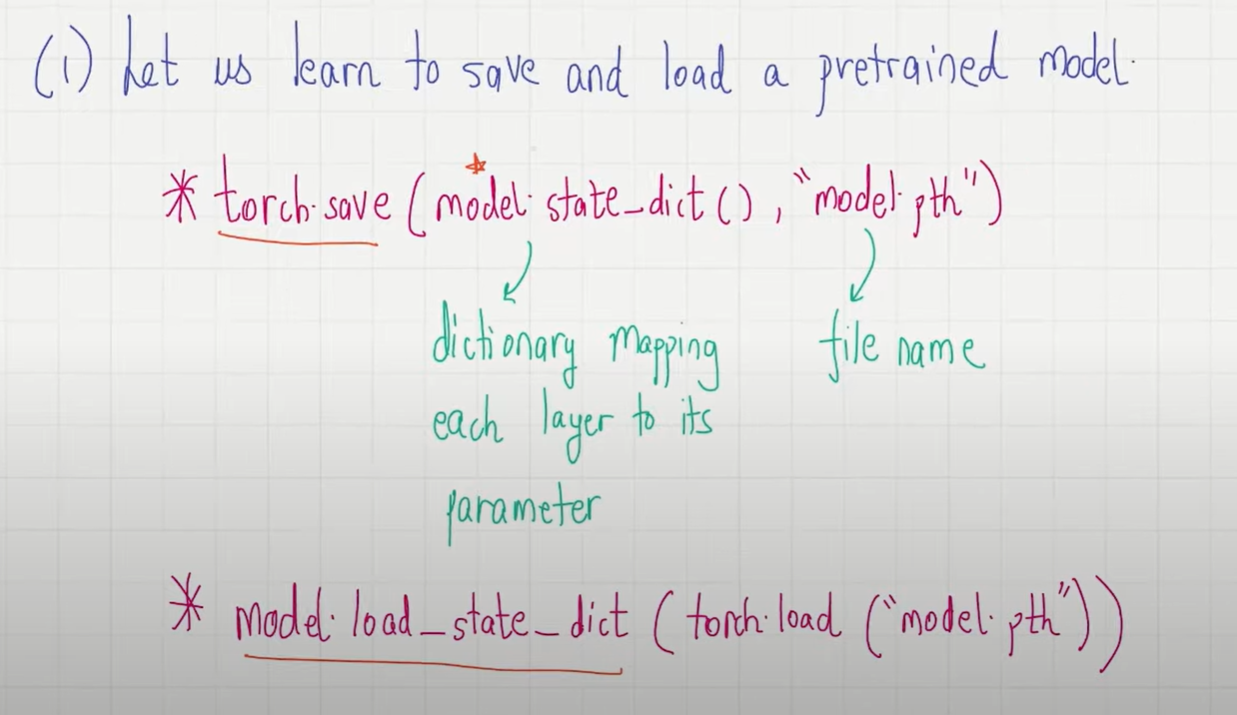 (1) Let us learn to save and load a pretrained model.
* torch.save (model.state_dict(), "model.pth")
dictionary mapping
each layer to its
parameter
file name
* model.load_state_dict (torch.load ("model.pth"))